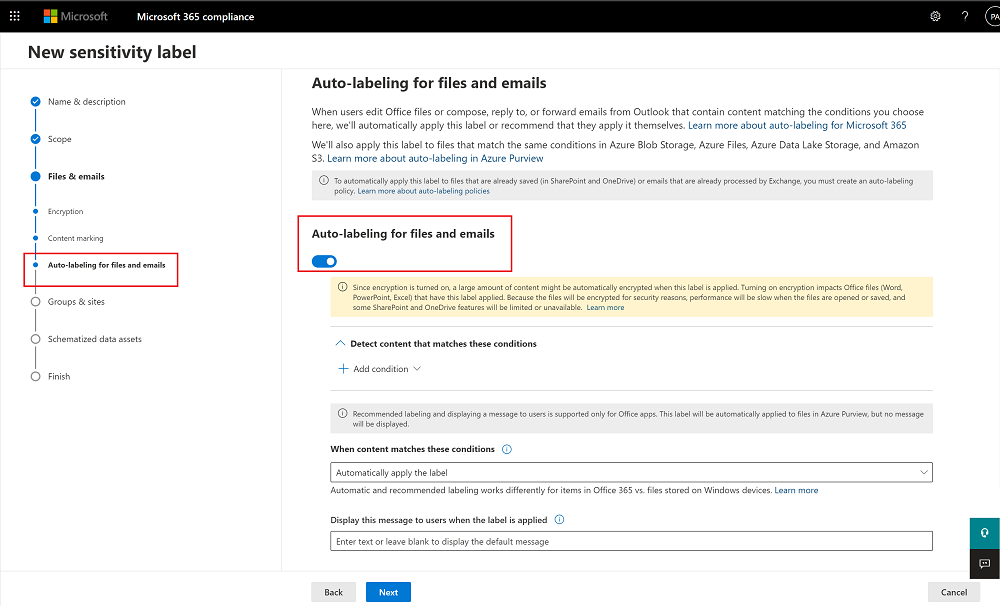 Microsoft
Microsoft 365 compliance
?
PA
New sensitivity label
Name & description
Scope
Files & emails
Encryption
Content marking
Auto-labeling for files and emails
Groups & sites
Schematized data assets
Finish
Auto-labeling for files and emails
When users edit Office files or compose, reply to, or forward emails from Outlook that contain content matching the conditions you choose
here, we'll automatically apply this label or recommend that they apply it themselves. Learn more about auto-labeling for Microsoft 365
We'll also apply this label to files that match the same conditions in Azure Blob Storage, Azure Files, Azure Data Lake Storage, and Amazon
S3. Learn more about auto-labeling in Azure Purview
To automatically apply this label to files that are already saved (in SharePoint and OneDrive) or emails that are already processed by Exchange, you must create an auto-labeling
policy. Learn more about auto-labeling policies
Auto-labeling for files and emails
Since encryption is turned on, a large amount of content might be automatically encrypted when this label is applied. Turning on encryption impacts Office files (Word,
PowerPoint, Excel) that have this label applied. Because the files will be encrypted for security reasons, performance will be slow when the files are opened or saved, and
some SharePoint and OneDrive features will be limited or unavailable. Learn more
Detect content that matches these conditions
Add condition
Recommended labeling and displaying a message to users is supported only for Office apps. This label will be automatically applied to files in Azure Purview, but no message
will be displayed.
When content matches these conditions
Automatically apply the label
Automatic and recommended labeling works differently for items in Office 365 vs. files stored on Windows devices. Learn more
Display this message to users when the label is applied
Enter text or leave blank to display the default message
Back
Next
Cancel